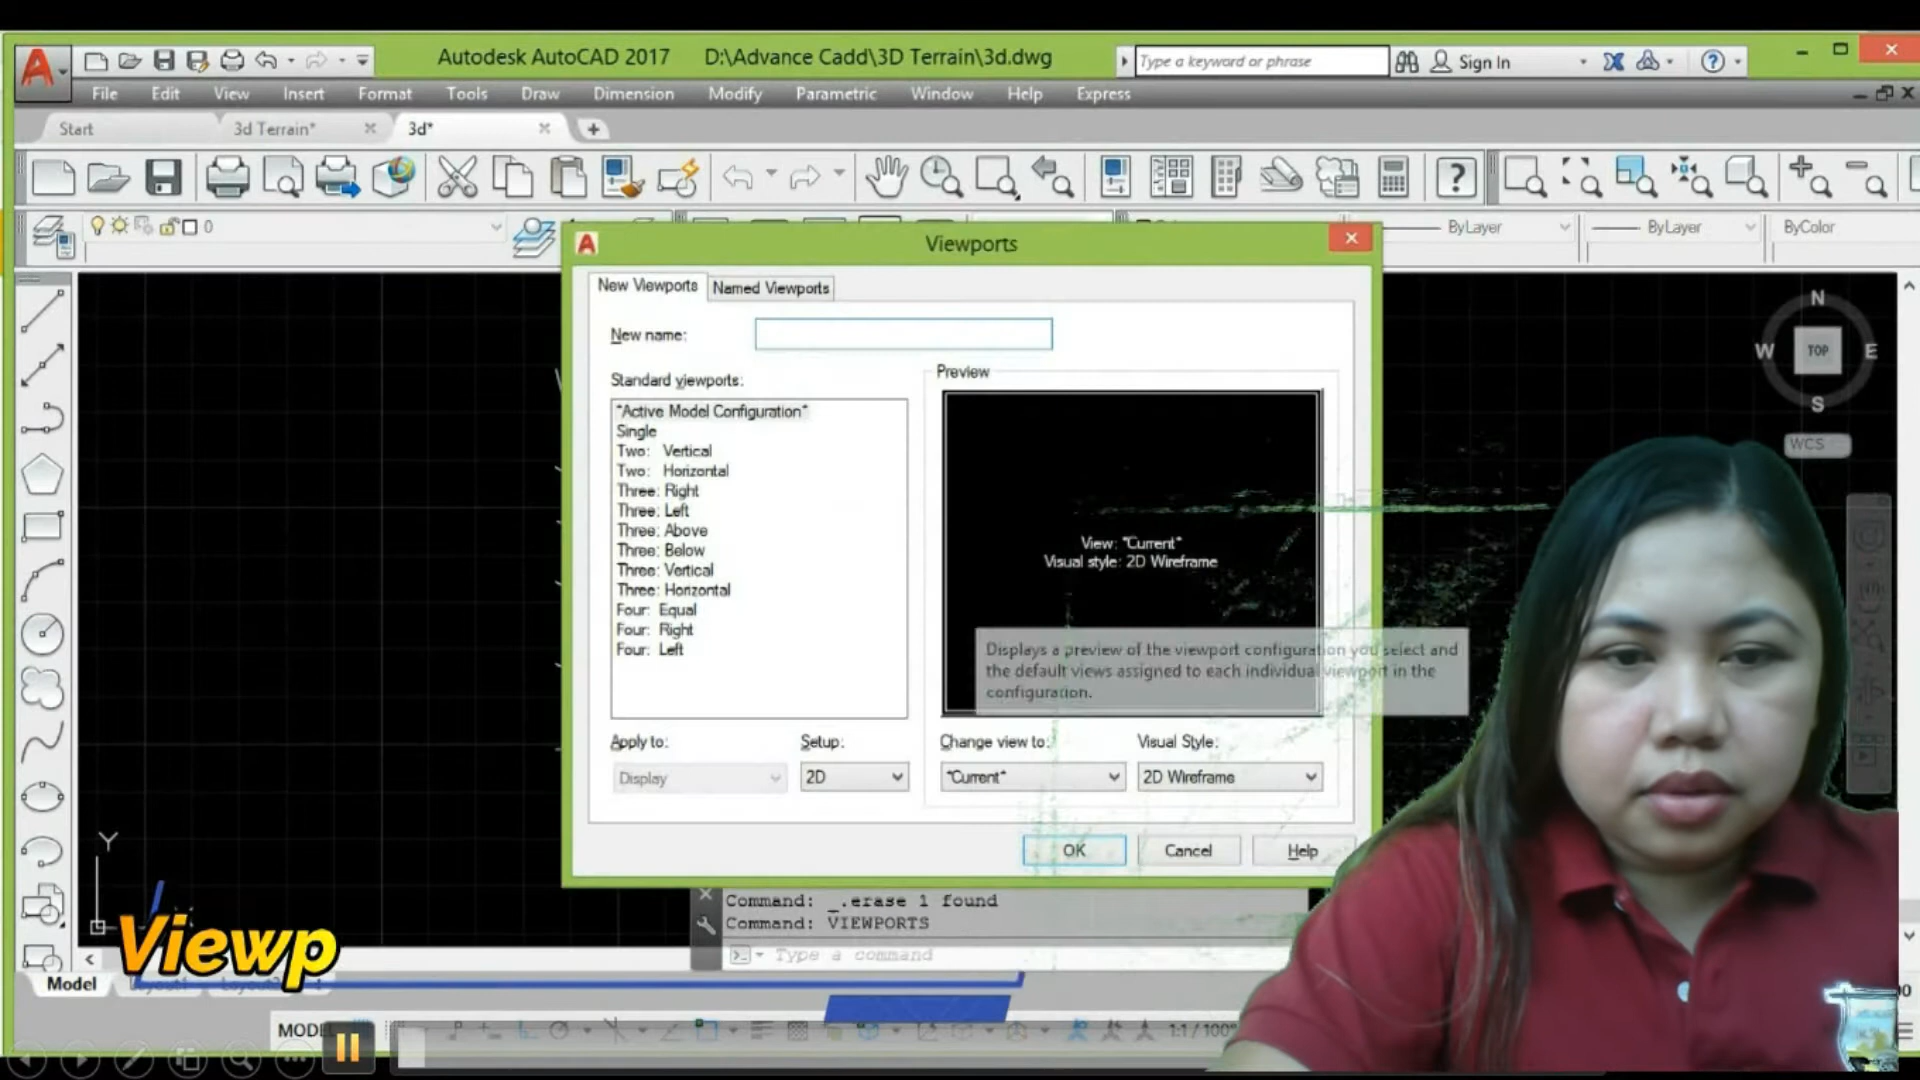 Autodesk AutoCAD 2017 D:\Advance Cadd\3D Terrain\3d.dwg
Type a keyword or phrase
Sign In
File Edit View Insert Format Tools Draw Dimension Modify Parametric Window Help Express
Start 3d Terrain* 3d*
0
ByLayer ByLayer ByColor
Viewports
New Viewports Named Viewports
New name:
Standard viewports:
*Active Model Configuration*
Single
Two: Vertical
Two: Horizontal
Three: Right
Three: Left
Three: Above
Three: Below
Three: Vertical
Three: Horizontal
Four: Equal
Four: Right
Four: Left
Preview
View: *Current*
Visual style: 2D Wireframe
Displays a preview of the viewport configuration you select and
the default views assigned to each individual viewport in the
configuration.
Apply to: Setup: Change view to: Visual Style:
Display 2D *Current* 2D Wireframe
OK Cancel Help
N
W TOP E
S
WCS
Y
Command: _.erase 1 found
Command: VIEWPORTS
Type a command
Viewp
Model Layout1 Layout2
1:1 / 100%